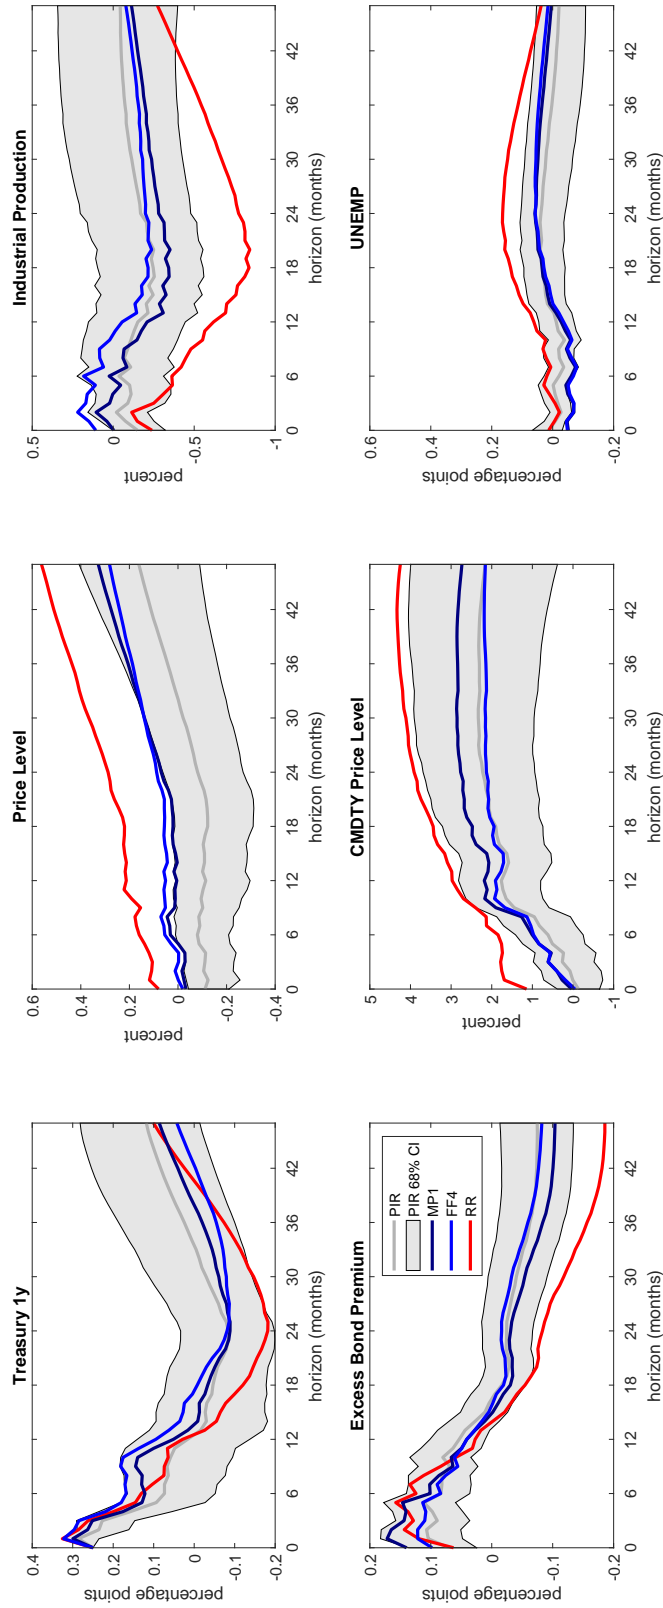 Treasury 1y
percentage points
0.4
0.3
0.2
0.1
0
-0.1
-0.2
0 6 12 18 24 30 36 42
horizon (months)
Price Level
percent
0.6
0.4
0.2
0
-0.2
-0.4
0 6 12 18 24 30 36 42
horizon (months)
Industrial Production
percent
0.5
0
-0.5
-1
0 6 12 18 24 30 36 42
horizon (months)
Excess Bond Premium
percentage points
0.2
0.1
0
-0.1
-0.2
0 6 12 18 24 30 36 42
horizon (months)
PIR
PIR 68% CI
MP1
FF4
RR
CMDTY Price Level
percent
5
4
3
2
1
0
-1
0 6 12 18 24 30 36 42
horizon (months)
UNEMP
percentage points
0.6
0.4
0.2
0
-0.2
0 6 12 18 24 30 36 42
horizon (months)